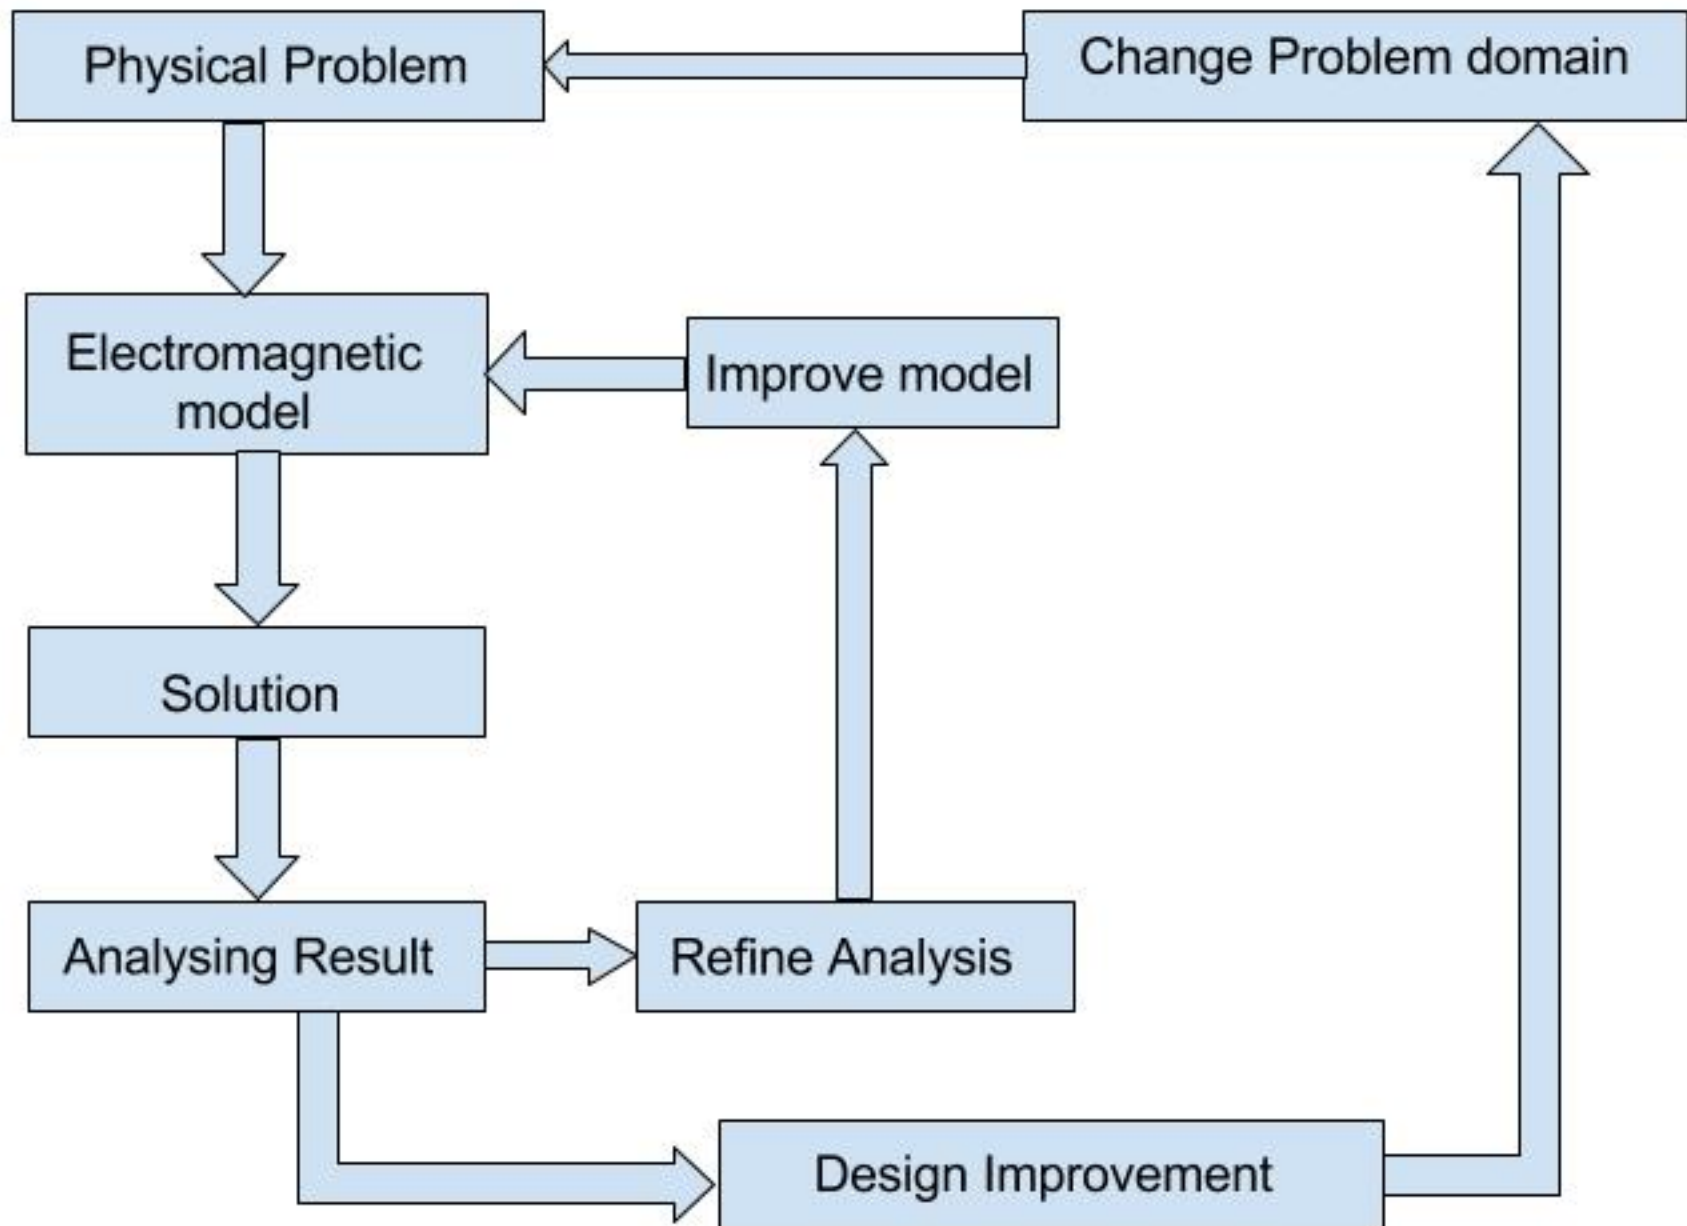 Physical Problem
Change Problem domain
Electromagnetic
model
Improve model
Solution
Analysing Result
Refine Analysis
Design Improvement